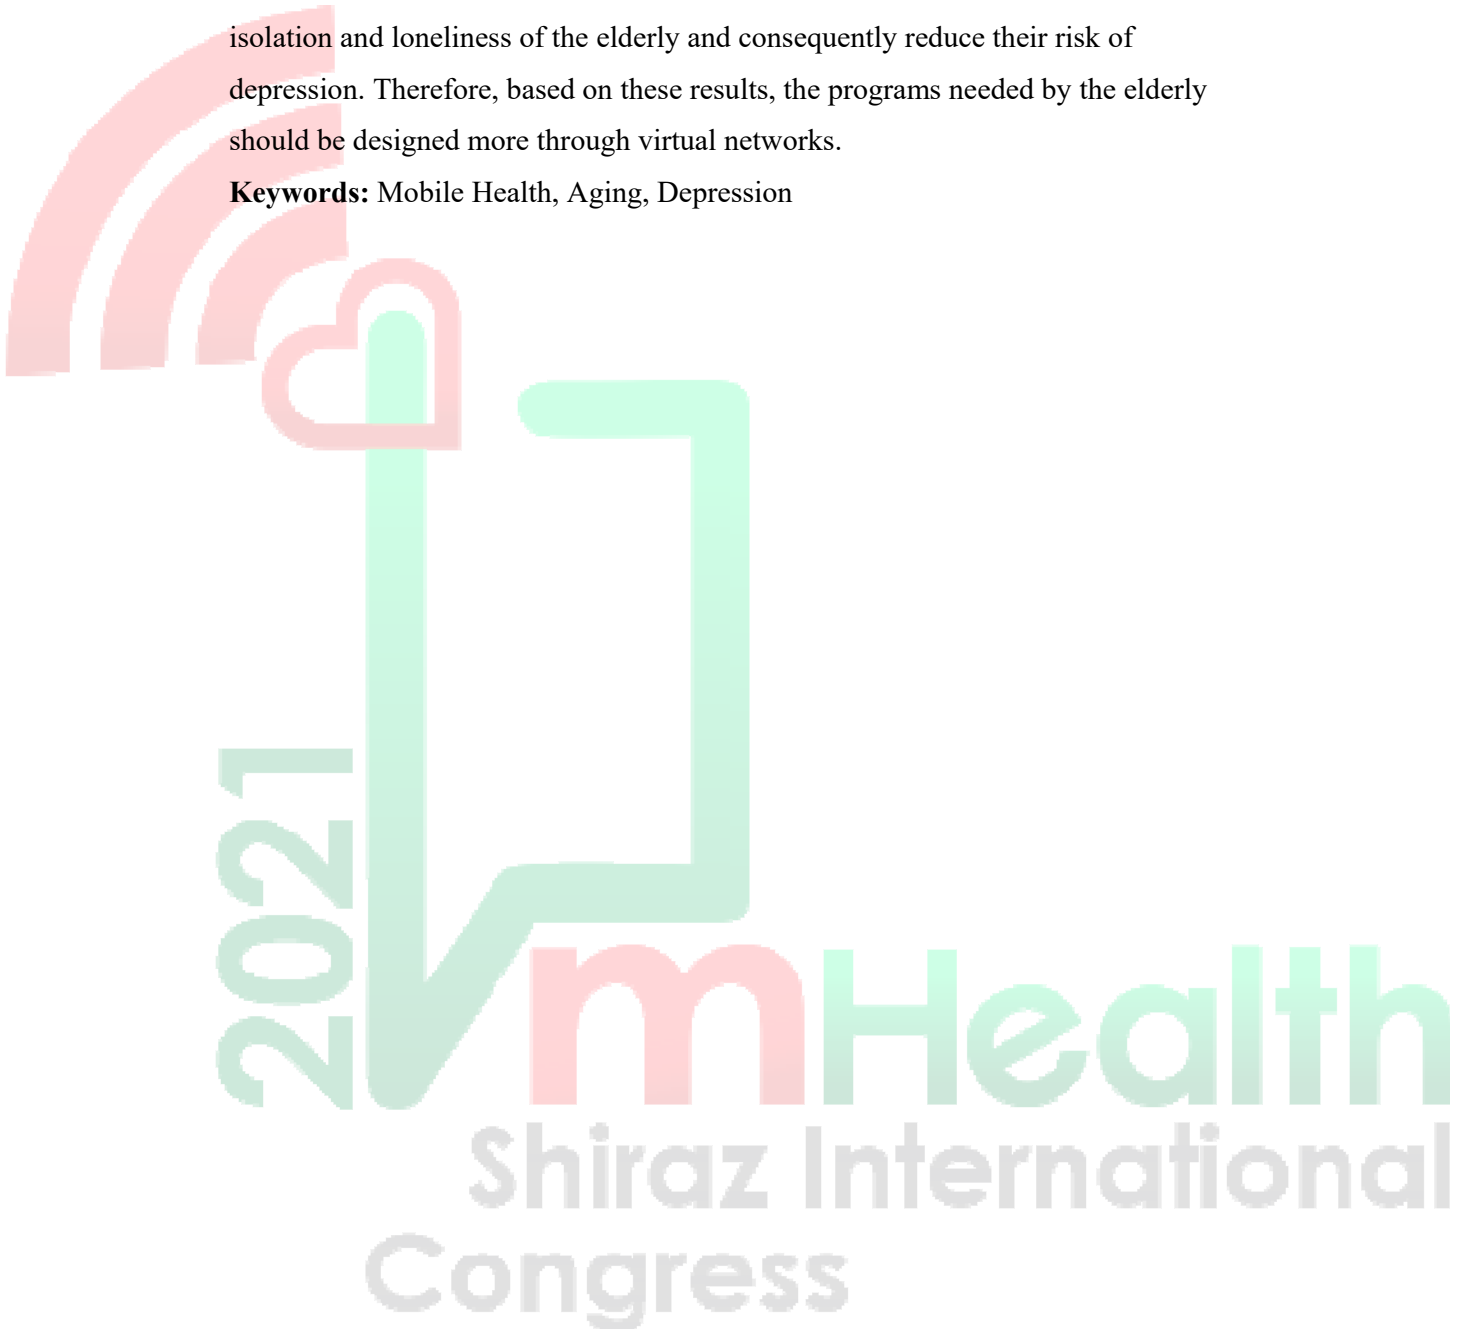 isolation and loneliness of the elderly and consequently reduce their risk of
depression. Therefore, based on these results, the programs needed by the elderly
should be designed more through virtual networks.
Keywords: Mobile Health, Aging, Depression
2021
mHealth
Shiraz International
Congress